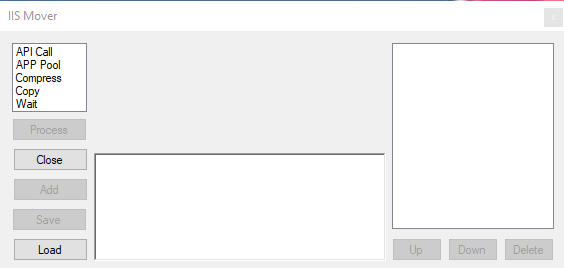 IIS Mover
API Call
APP Pool
Compress
Copy
Wait
Process
Close
Add
Save
Load
Up
Down
Delete